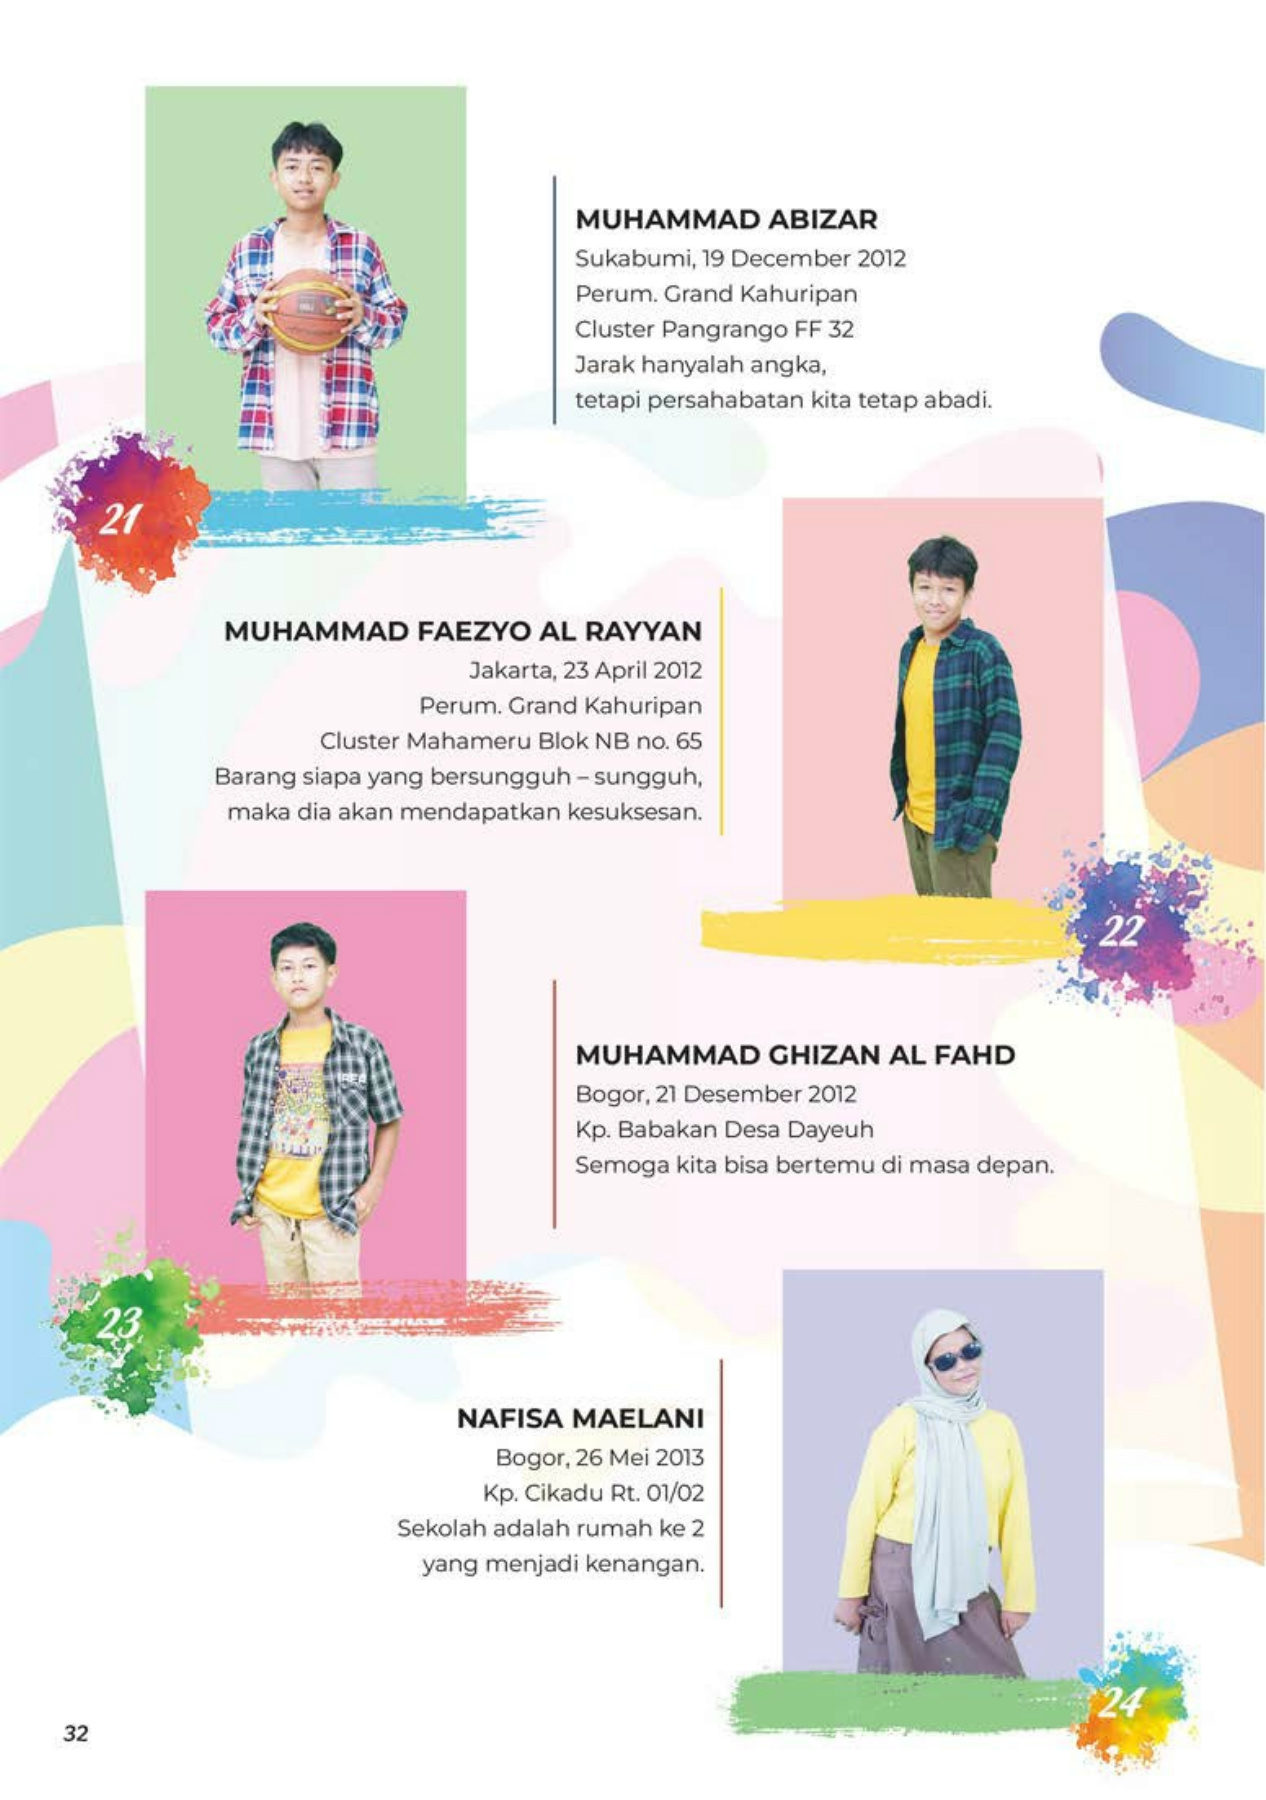 MUHAMMAD ABIZAR
Sukabumi, 19 December 2012
Perum. Grand Kahuripan
Cluster Pangrango FF 32
Jarak hanyalah angka,
tetapi persahabatan kita tetap abadi.
21
MUHAMMAD FAEZYO AL RAYYAN
Jakarta, 23 April 2012
Perum. Grand Kahuripan
Cluster Mahameru Blok NB no. 65
Barang siapa yang bersungguh – sungguh,
maka dia akan mendapatkan kesuksesan.
22
MUHAMMAD GHIZAN AL FAHD
Bogor, 21 Desember 2012
Kp. Babakan Desa Dayeuh
Semoga kita bisa bertemu di masa depan.
23
NAFISA MAELANI
Bogor, 26 Mei 2013
Kp. Cikadu Rt. 01/02
Sekolah adalah rumah ke 2
yang menjadi kenangan.
24
32